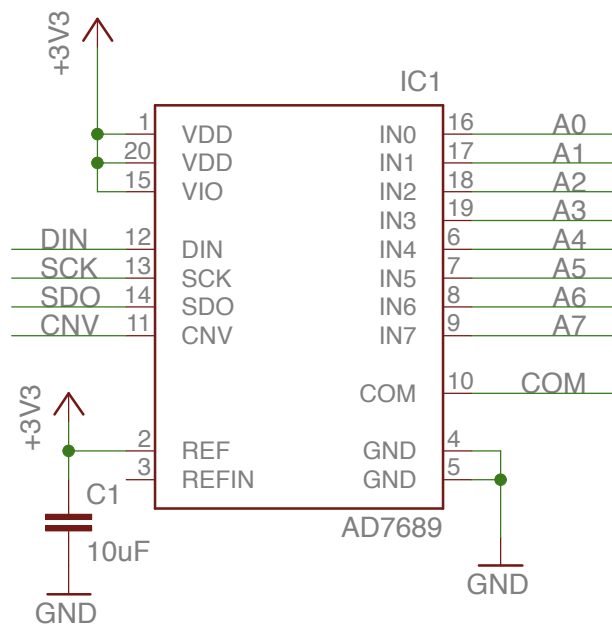 +3V3
IC1
1 VDD IN0 16 A0
20 VDD IN1 17 A1
15 VIO IN2 18 A2
IN3 19 A3
DIN 12 DIN IN4 6 A4
SCK 13 SCK IN5 7 A5
SDO 14 SDO IN6 8 A6
CNV 11 CNV IN7 9 A7
+3V3
COM 10 COM
2 REF GND 4
3 REFIN GND 5
C1
AD7689
10uF
GND
GND